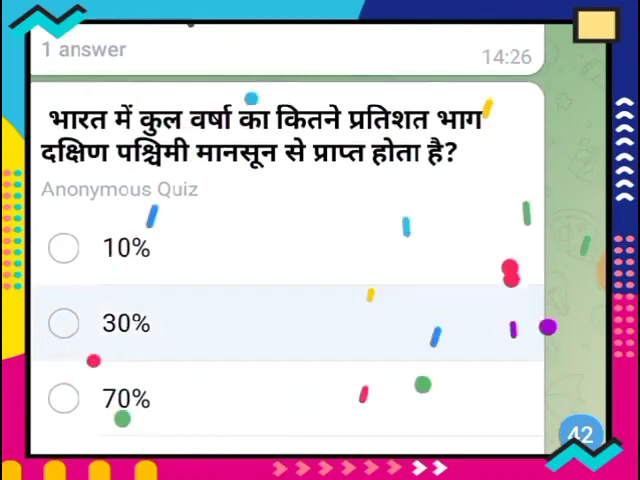 1 answer
14:26
भारत में कुल वर्षा का कितने प्रतिशत भाग
दक्षिण पश्चिमी मानसून से प्राप्त होता है?
Anonymous Quiz
10%
30%
70%
42